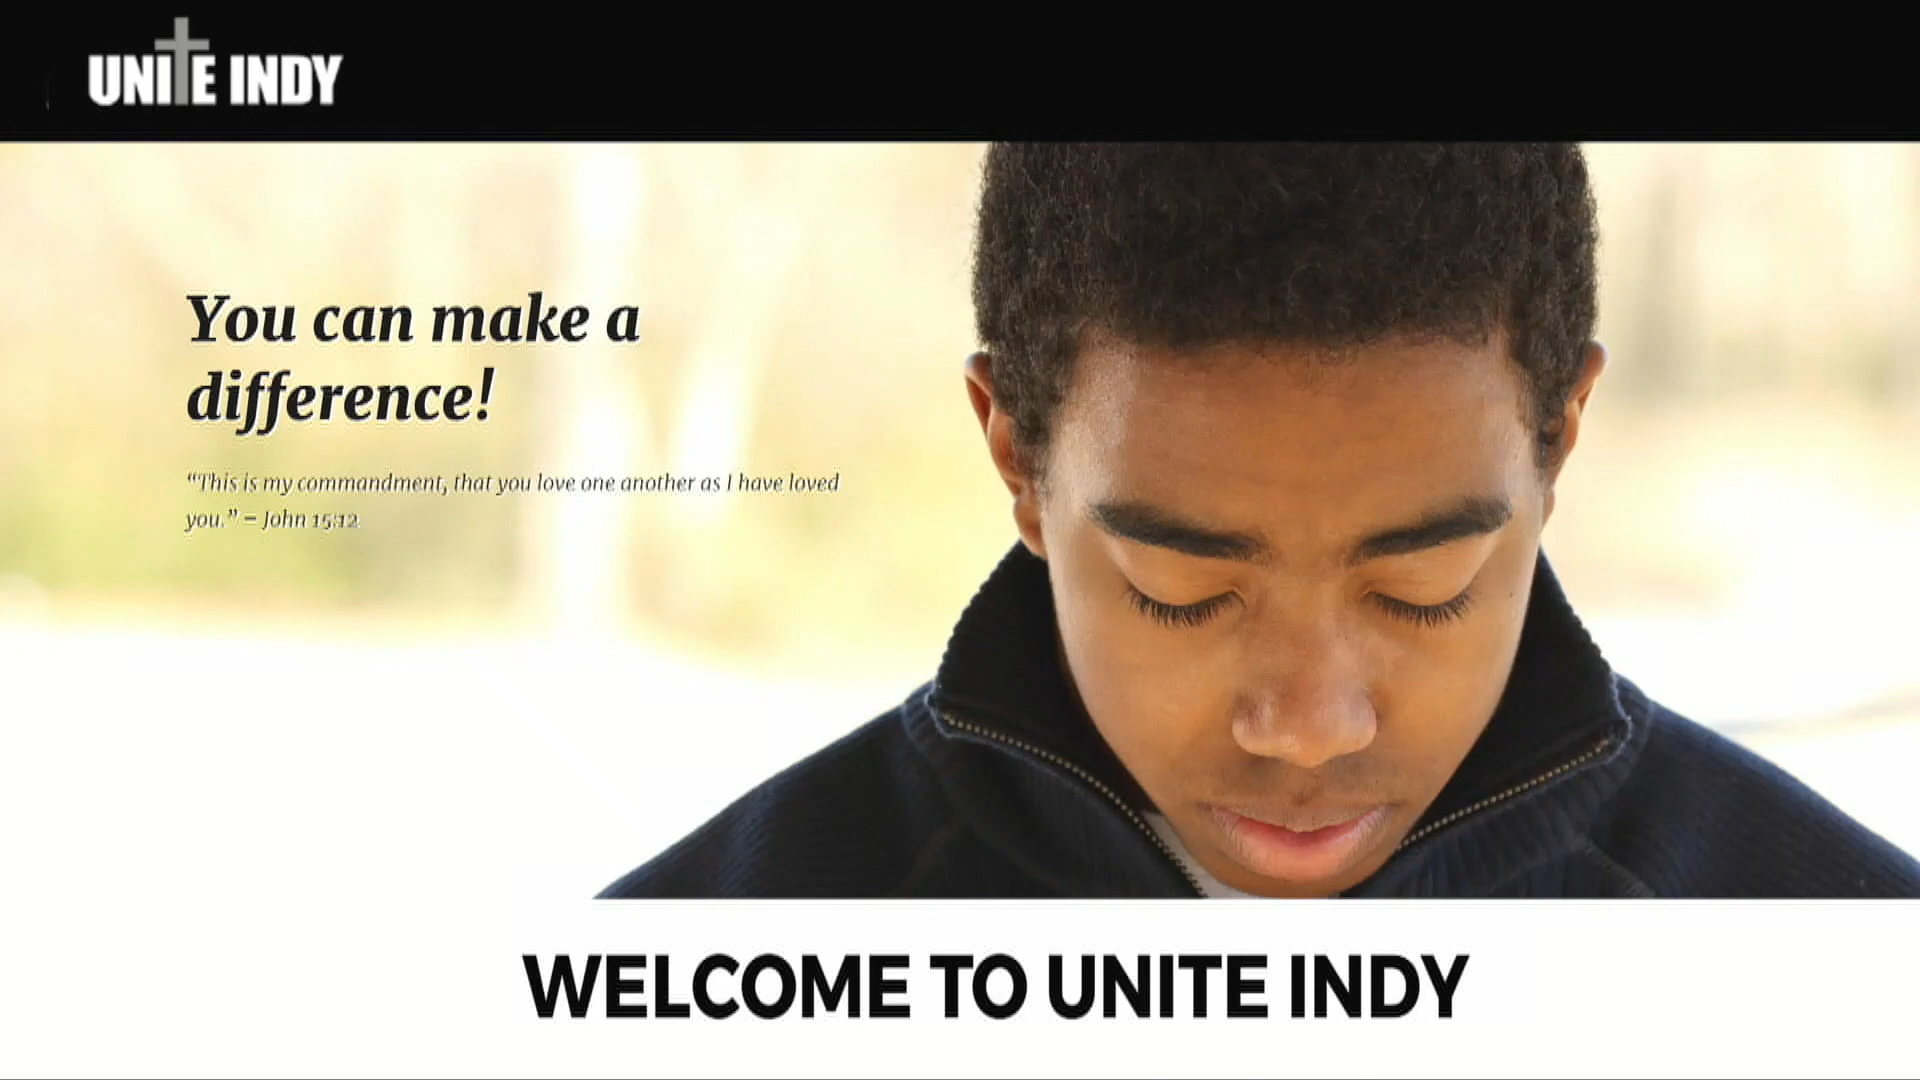 UNITE INDY
You can make a
difference!
“This is my commandment, that you love one another as I have loved
you.” – John 15:12
WELCOME TO UNITE INDY